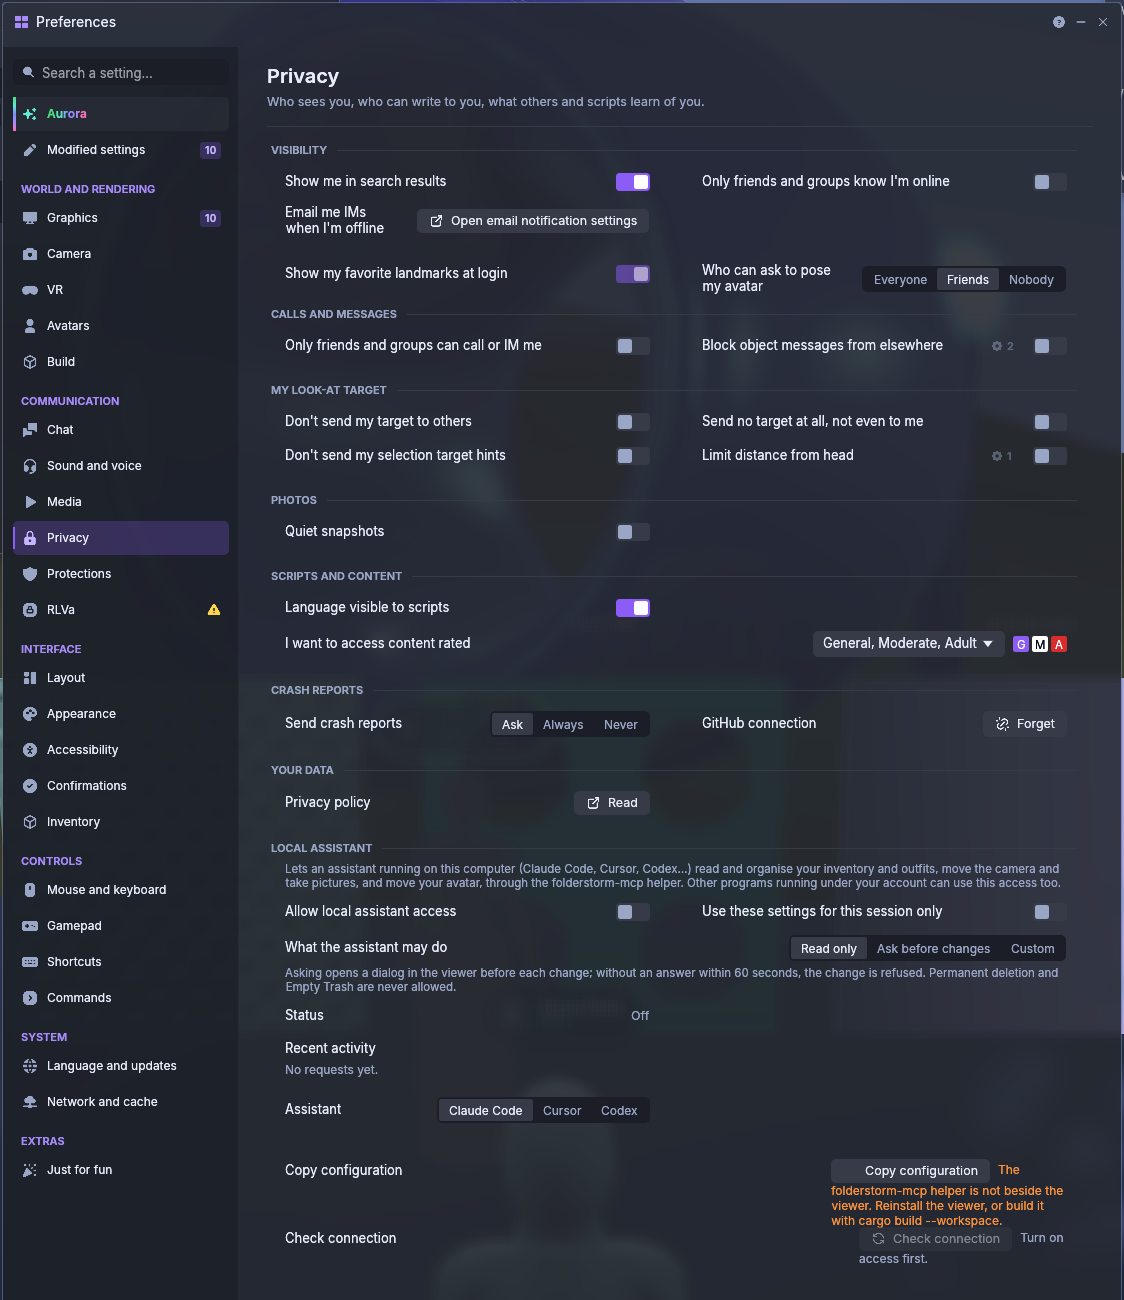 Preferences
Search a setting...
Aurora
Modified settings 10
WORLD AND RENDERING
Graphics 10
Camera
VR
Avatars
Build
COMMUNICATION
Chat
Sound and voice
Media
Privacy
Protections
RLVa
INTERFACE
Layout
Appearance
Accessibility
Confirmations
Inventory
CONTROLS
Mouse and keyboard
Gamepad
Shortcuts
Commands
SYSTEM
Language and updates
Network and cache
EXTRAS
Just for fun
Privacy
Who sees you, who can write to you, what others and scripts learn of you.
VISIBILITY
Show me in search results
Only friends and groups know I'm online
Email me IMs
when I'm offline
Open email notification settings
Show my favorite landmarks at login
Who can ask to pose
my avatar
Everyone Friends Nobody
CALLS AND MESSAGES
Only friends and groups can call or IM me
Block object messages from elsewhere 2
MY LOOK-AT TARGET
Don't send my target to others
Send no target at all, not even to me
Don't send my selection target hints
Limit distance from head 1
PHOTOS
Quiet snapshots
SCRIPTS AND CONTENT
Language visible to scripts
I want to access content rated
General, Moderate, Adult G M A
CRASH REPORTS
Send crash reports
Ask Always Never
GitHub connection
Forget
YOUR DATA
Privacy policy
Read
LOCAL ASSISTANT
Lets an assistant running on this computer (Claude Code, Cursor, Codex...) read and organise your inventory and outfits, move the camera and
take pictures, and move your avatar, through the folderstorm-mcp helper. Other programs running under your account can use this access too.
Allow local assistant access
Use these settings for this session only
What the assistant may do
Read only Ask before changes Custom
Asking opens a dialog in the viewer before each change; without an answer within 60 seconds, the change is refused. Permanent deletion and
Empty Trash are never allowed.
Status Off
Recent activity
No requests yet.
Assistant
Claude Code Cursor Codex
Copy configuration
Copy configuration The
folderstorm-mcp helper is not beside the
viewer. Reinstall the viewer, or build it
with cargo build --workspace.
Check connection
Check connection Turn on
access first.